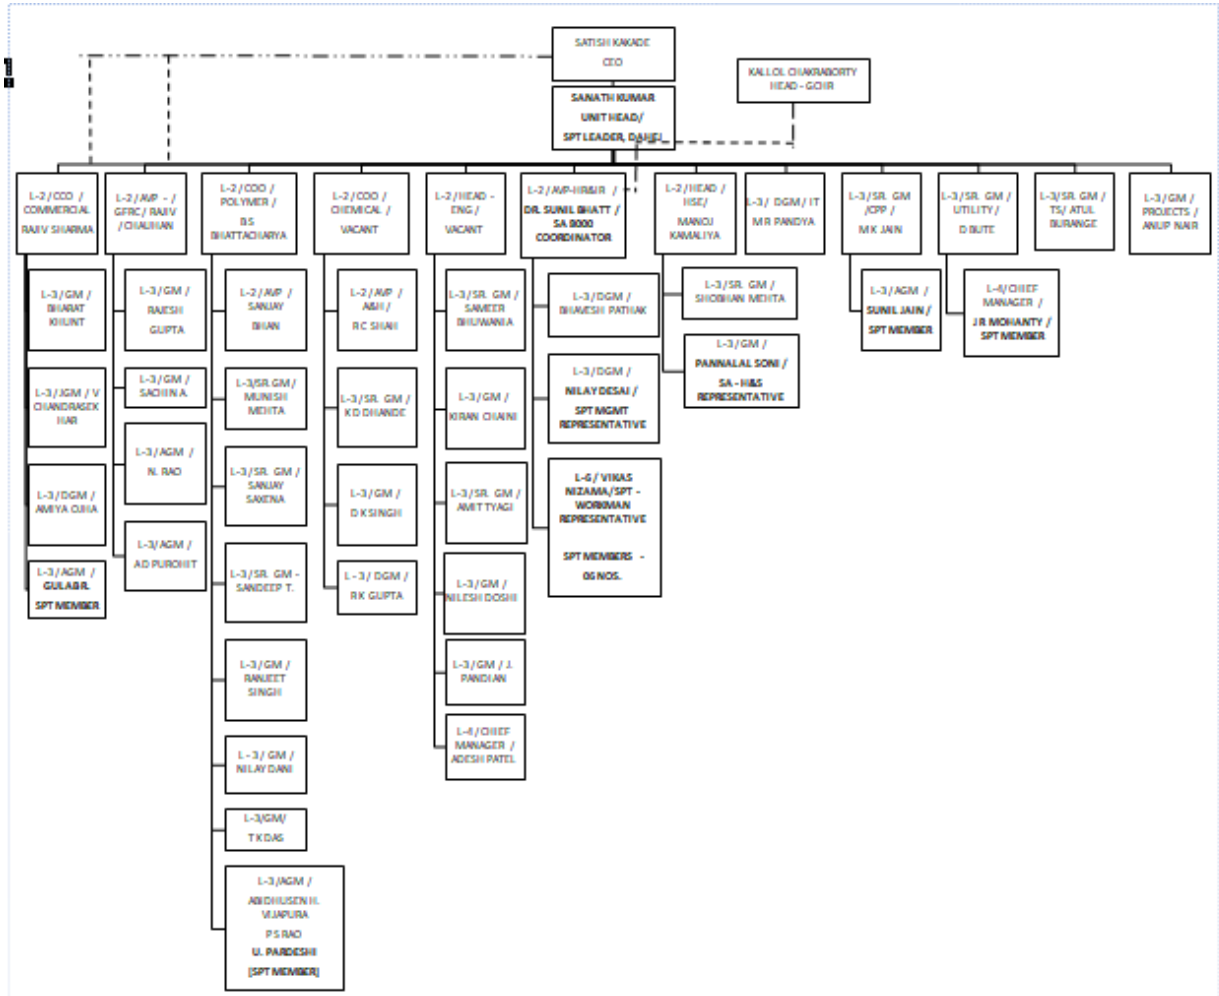 SATISH KAKADE
CEO
KALLOL CHAKRABORTY
HEAD - GCHR
SANATH KUMAR
UNIT HEAD/
SPT LEADER, DAHEJ
L-2 / CCO /
COMMERCIAL
RAJIV SHARMA
L-2/ AVP - /
GFRC/ RAJIV
/CHAUHAN
L-2 / COO /
POLYMER /
BS
BHATTACHARYA
L-2 / COO /
CHEMICAL /
VACANT
L-2/HEAD -
ENG /
VACANT
L-2/ AVP-HR&IR /
DR. SUNIL BHATT /
SA 8000
COORDINATOR
L-2/HEAD /
HSE/
MANOJ
KAMALIYA
L-3/ DGM/ IT
M R PANDYA
L-3/SR. GM
/CPP /
M K JAIN
L-3/SR. GM /
UTILITY /
D BUTE
L-3/SR. GM /
TS/ ATUL
BURANGE
L-3/GM /
PROJECTS /
ANUP NAIR
L-3/GM /
BHARAT
KHUNT
L-3/JGM / V
CHANDRASEK
HAR
L-3/DGM /
AMIYA OJHA
L-3/AGM /
GULAB R.
SPT MEMBER
L-3/GM /
RAJESH
GUPTA
L-3/GM /
SACHIN A.
L-3/AGM /
N. RAO
L-3/AGM /
AD PUROHIT
L-2/AVP /
SANJAY
BHAN
L-3/SR.GM /
MUNISH
MEHTA
L-3/SR. GM /
SANJAY
SAXENA
L-3/SR. GM -
SANDEEP T.
L-3/GM /
RANJEET
SINGH
L - 3 / GM /
NILAY DANI
L-3/GM/
T K DAS
L-3/AGM /
ABIDHUSEN H.
VIJAPURA
P S RAO
U. PARDESHI
[SPT MEMBER]
L-2/AVP /
A&H /
R C SHAH
L-3/SR. GM /
K D DHANDE
L-3/GM /
D K SINGH
L - 3 / DGM /
RK GUPTA
L-3/SR. GM /
SAMEER
BHUWANIA
L-3/GM /
KIRAN CHAINI
L-3/SR. GM /
AMIT TYAGI
L-3/GM /
NILESH DOSHI
L-3/GM / J.
PANDIAN
L-4/CHIEF
MANAGER /
ADESH PATEL
L-3/DGM /
BHAVESH PATHAK
L-3/DGM /
NILAY DESAI /
SPT MGMT
REPRESENTATIVE
L-6/ VIKAS
NIZAMA/SPT -
WORKMAN
REPRESENTATIVE
SPT MEMBERS -
06 NOS.
L-3/SR. GM /
SHOBHAN MEHTA
L-3/GM /
PANNALAL SONI /
SA - H&S
REPRESENTATIVE
L-3/AGM /
SUNIL JAIN /
SPT MEMBER
L-4/CHIEF
MANAGER /
J R MOHANTY /
SPT MEMBER